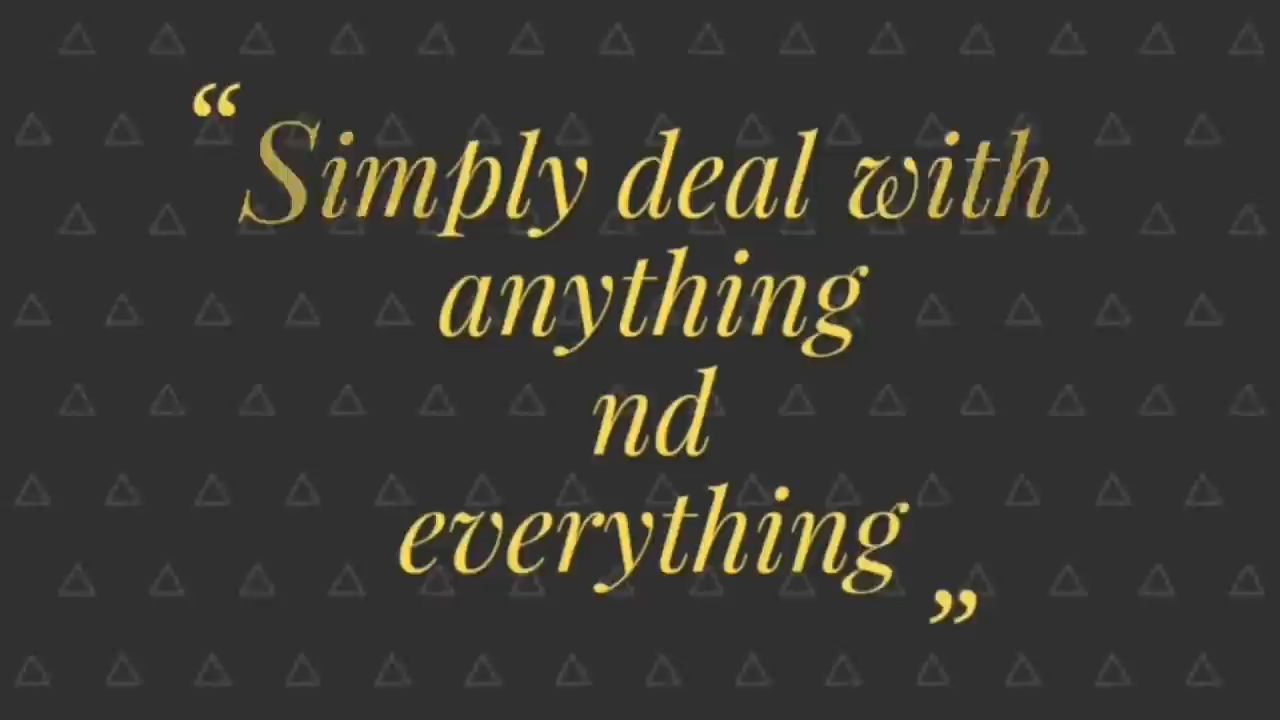 “Simply deal with
anything
nd
everything”